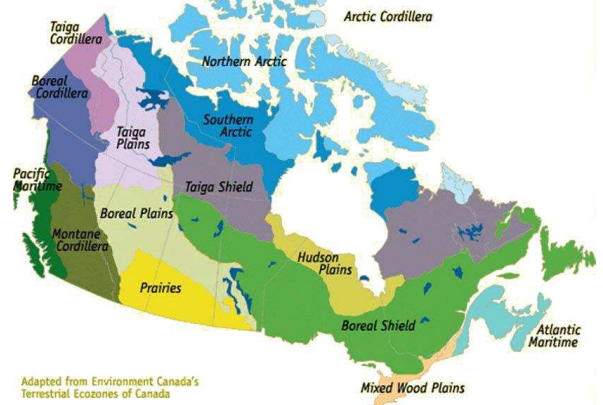 Arctic Cordillera
Taiga
Cordillera
Northern Arctic
Boreal
Cordillera
Southern
Arctic
Taiga
Plains
Pacific
Maritime
Taiga Shield
Boreal Plains
Montane
Cordillera
Hudson
Plains
Prairies
Boreal Shield
Atlantic
Maritime
Mixed Wood Plains
Adapted from Environment Canada's
Terrestrial Ecozones of Canada